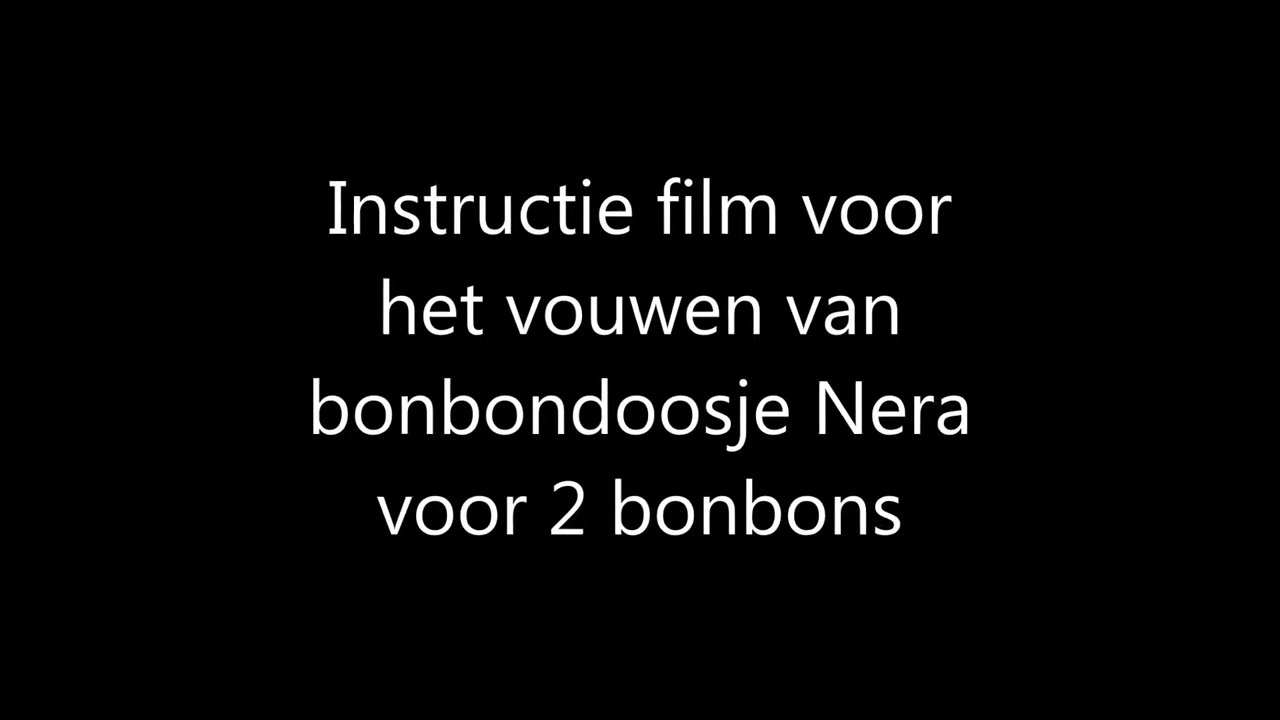 Instructie film voor
het vouwen van
bonbondoosje Nera
voor 2 bonbons